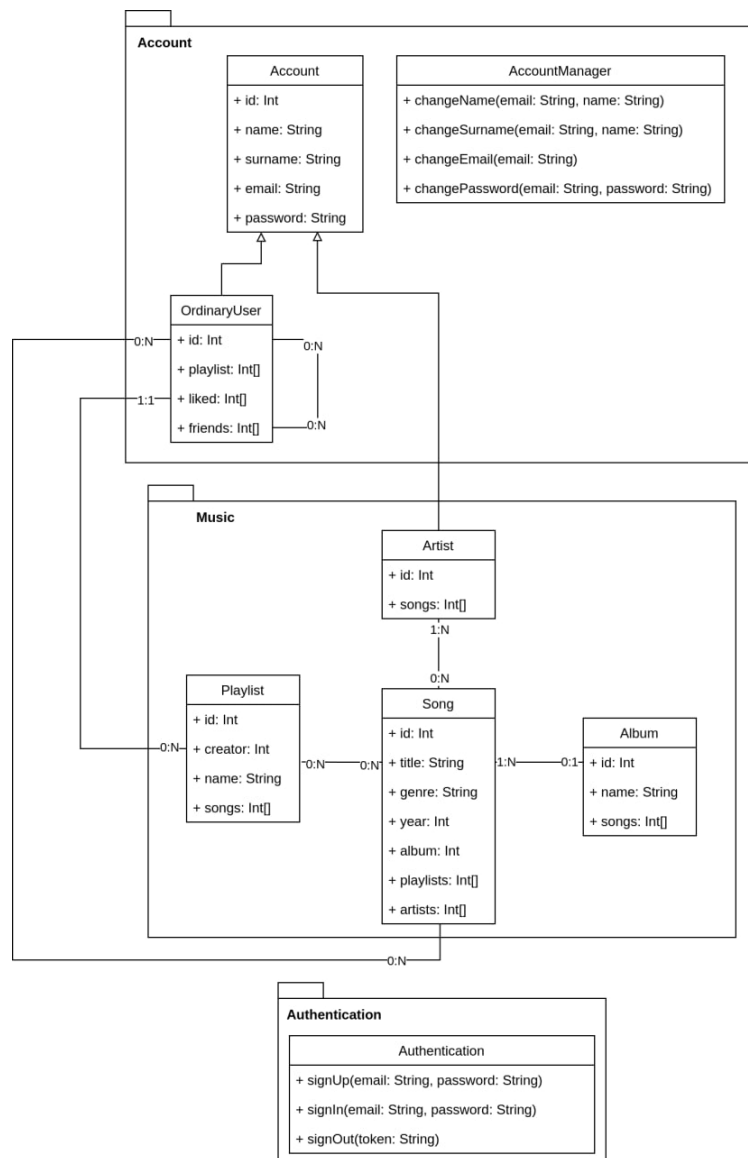 Account
Account
+ id: Int
+ name: String
+ surname: String
+ email: String
+ password: String
AccountManager
+ changeName(email: String, name: String)
+ changeSurname(email: String, name: String)
+ changeEmail(email: String)
+ changePassword(email: String, password: String)
OrdinaryUser
+ id: Int
+ playlist: Int[]
+ liked: Int[]
+ friends: Int[]
0:N
1:1
0:N
0:N
Music
Artist
+ id: Int
+ songs: Int[]
1:N
0:N
Playlist
+ id: Int
+ creator: Int
+ name: String
+ songs: Int[]
0:N
0:N
0:N
Song
+ id: Int
+ title: String
+ genre: String
+ year: Int
+ album: Int
+ playlists: Int[]
+ artists: Int[]
1:N
0:1
Album
+ id: Int
+ name: String
+ songs: Int[]
0:N
Authentication
Authentication
+ signUp(email: String, password: String)
+ signIn(email: String, password: String)
+ signOut(token: String)